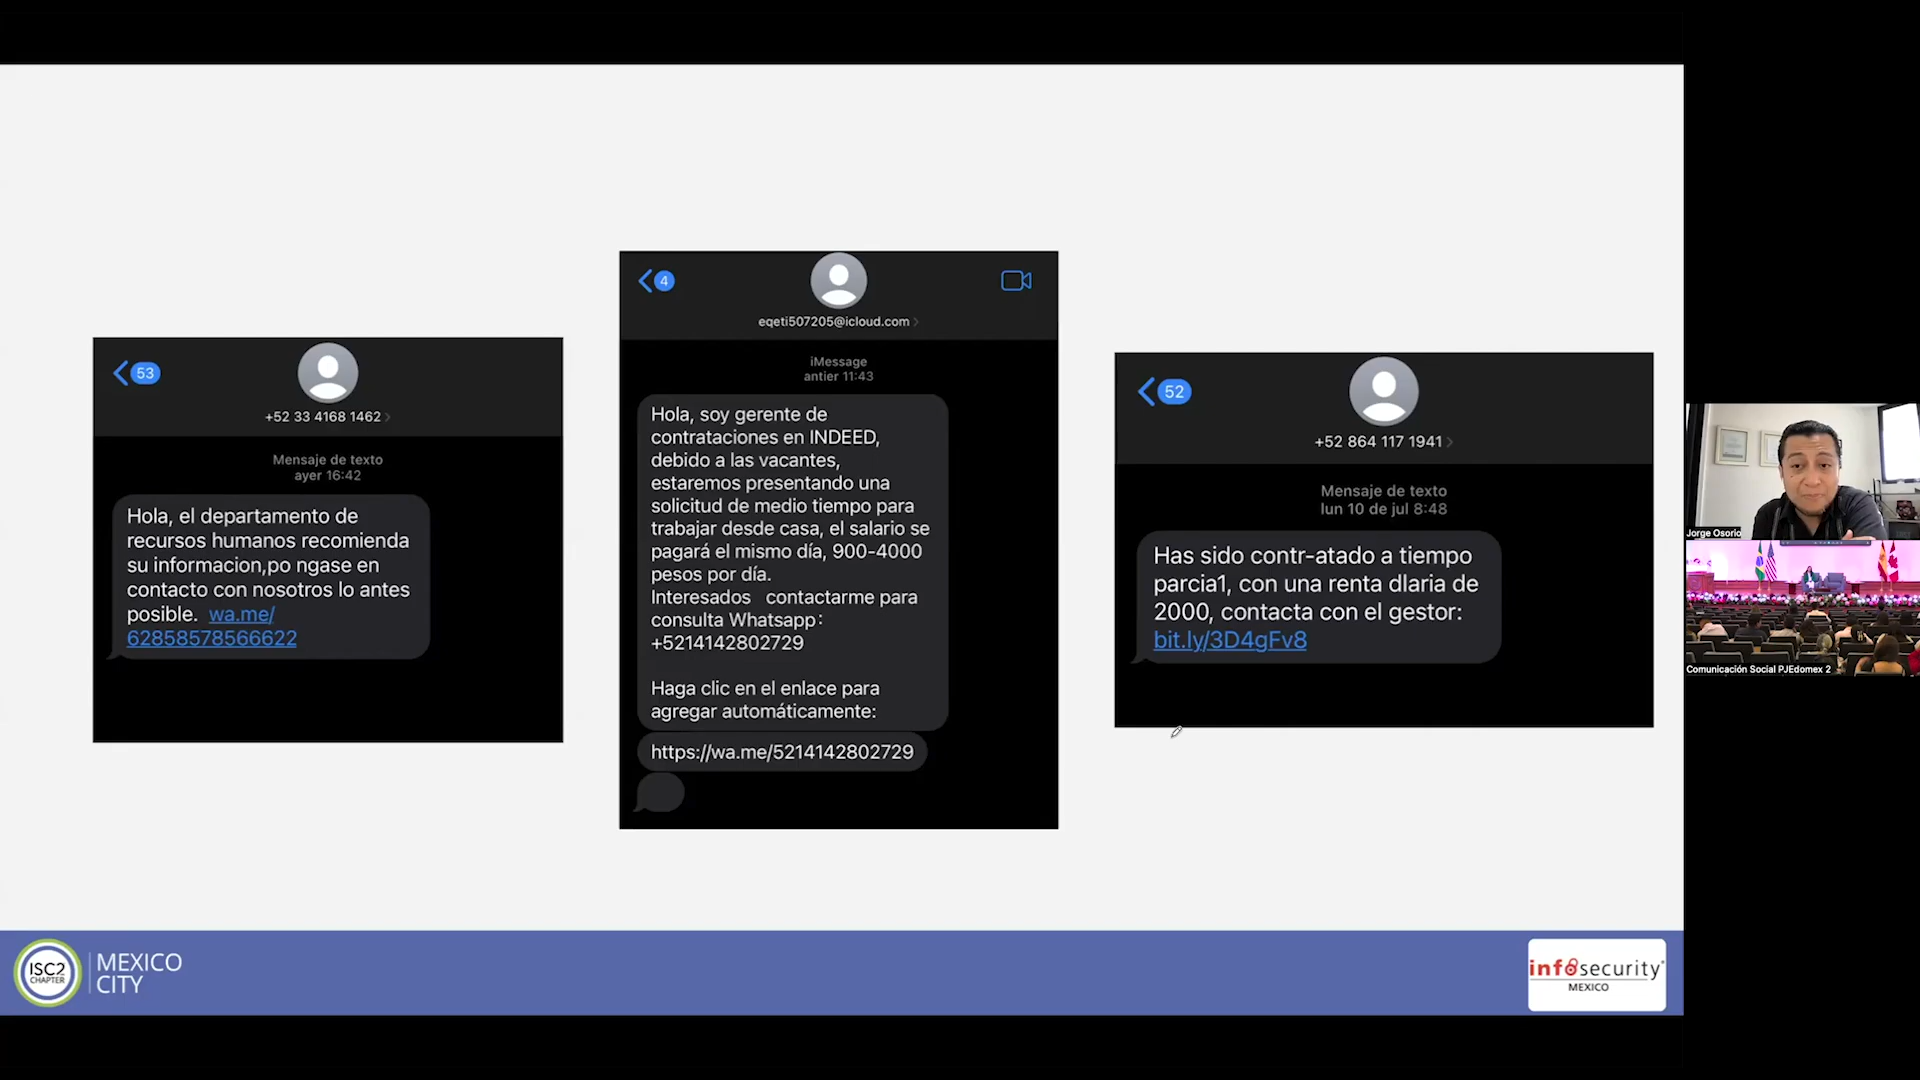 53
+52 33 4168 1462
Mensaje de texto
ayer 16:42
Hola, el departamento de
recursos humanos recomienda
su informacion,po ngase en
contacto con nosotros lo antes
posible. wa.me/
62858578566622
4
eqeti507205@icloud.com
iMessage
antier 11:43
Hola, soy gerente de
contrataciones en INDEED,
debido a las vacantes,
estaremos presentando una
solicitud de medio tiempo para
trabajar desde casa, el salario se
pagará el mismo día, 900-4000
pesos por día.
Interesados contactarme para
consulta Whatsapp:
+5214142802729
Haga clic en el enlace para
agregar automáticamente:
https://wa.me/5214142802729
52
+52 864 117 1941
Mensaje de texto
lun 10 de jul 8:48
Has sido contr-atado a tiempo
parcia1, con una renta dlaria de
2000, contacta con el gestor:
bit.ly/3D4gFv8
Jorge Osorio
Comunicación Social PJEdomex 2
ISC2
CHAPTER
MEXICO
CITY
infosecurity
MEXICO